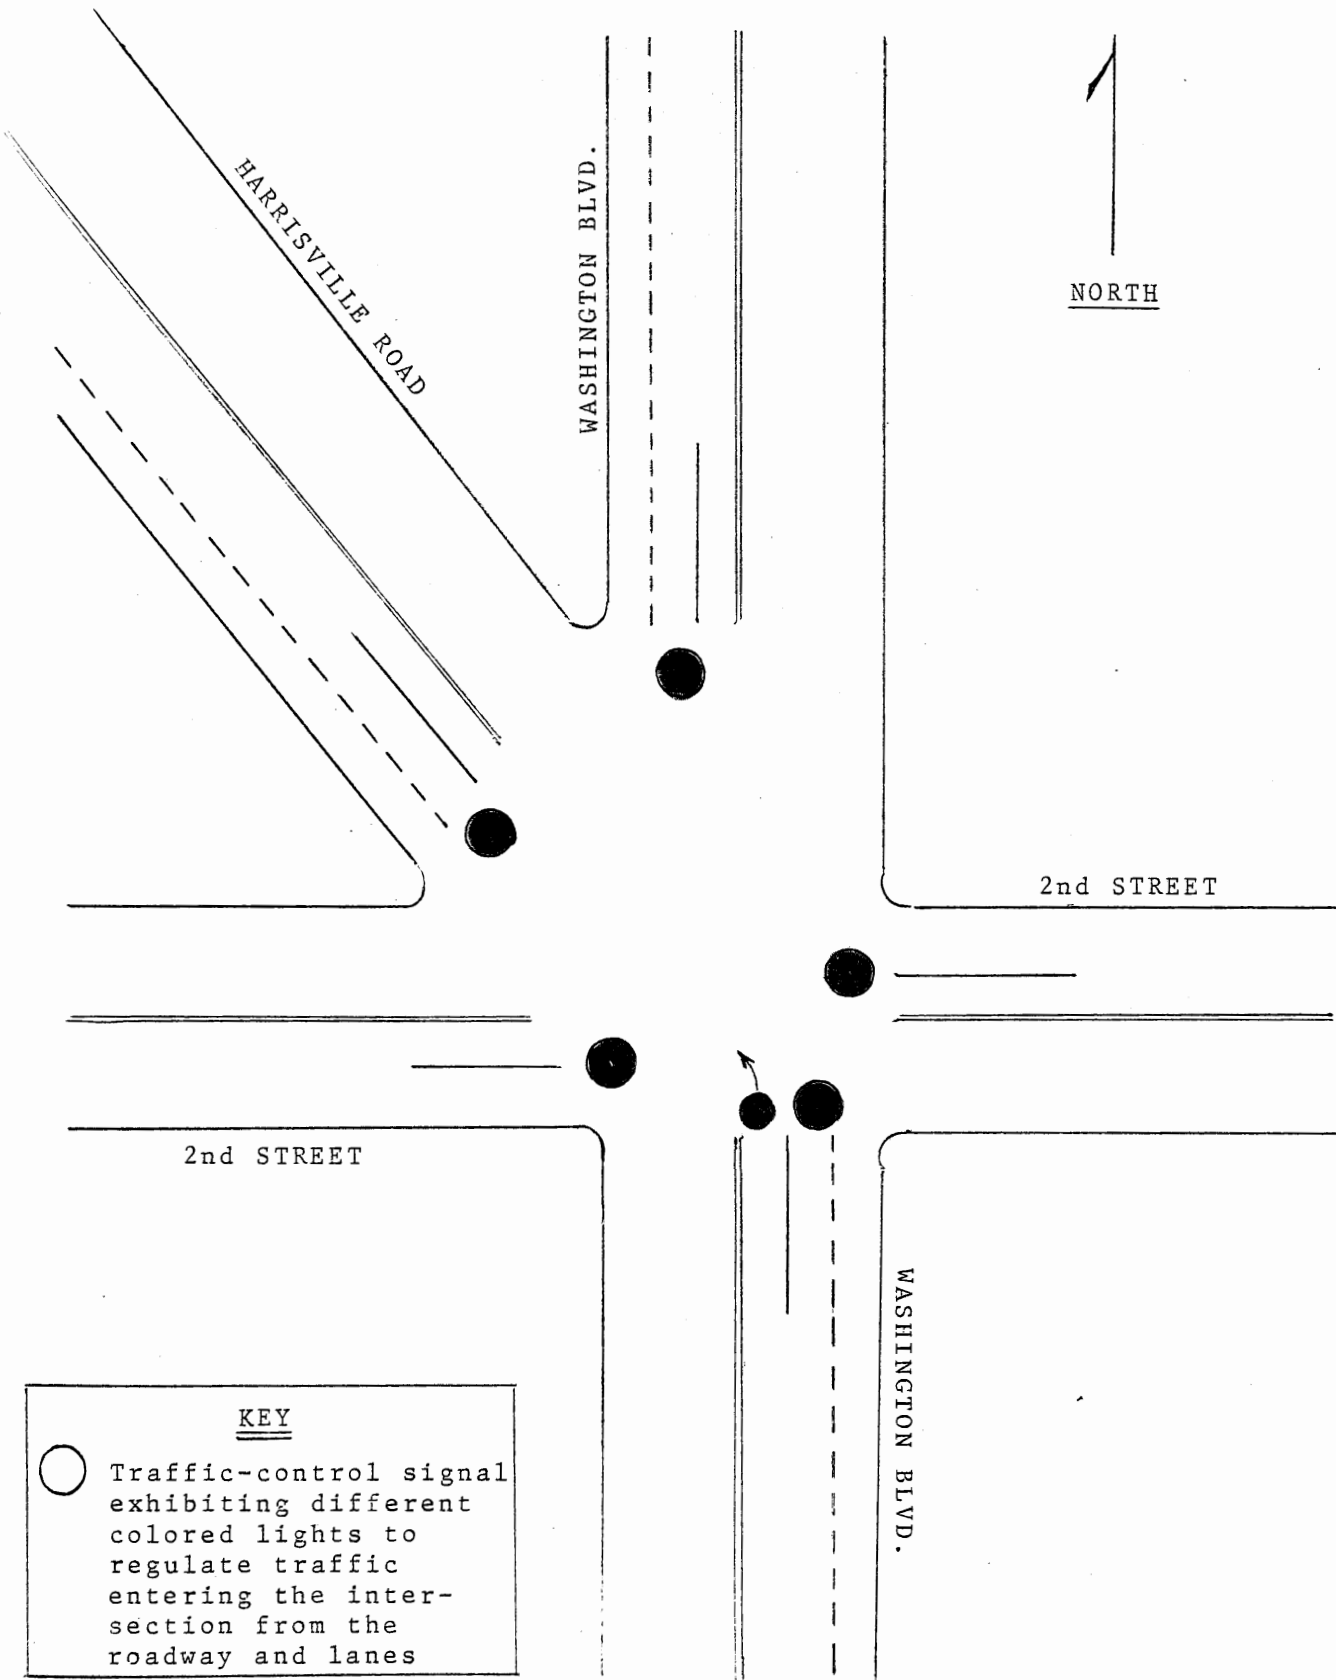 HARRISVILLE ROAD
WASHINGTON BLVD.
NORTH
2nd STREET
2nd STREET
WASHINGTON BLVD.
KEY
Traffic-control signal
exhibiting different
colored lights to
regulate traffic
entering the inter-
section from the
roadway and lanes